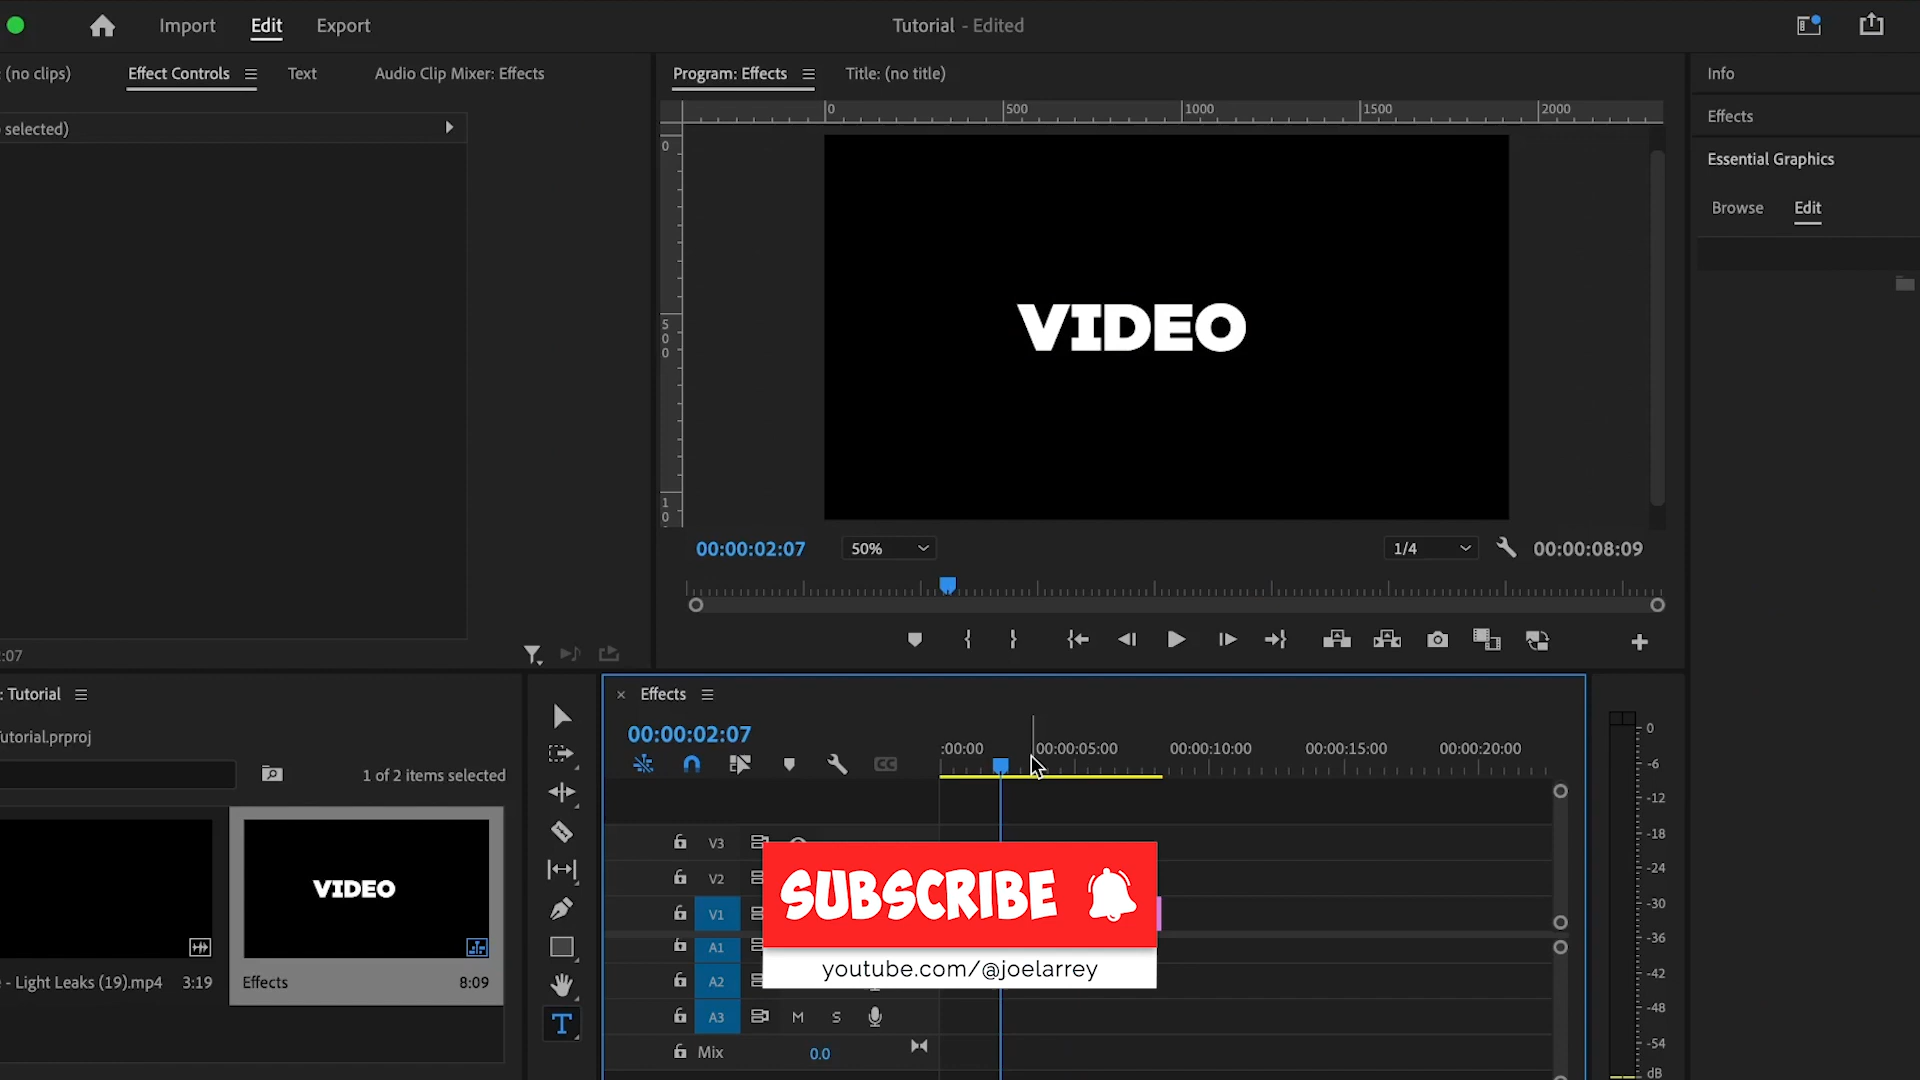 Import Edit Export Tutorial - Edited
: (no clips) Effect Controls Text Audio Clip Mixer: Effects Program: Effects Title: (no title) Info
0 500 1000 1500 2000
Effects
selected)
0
Essential Graphics
Browse Edit
VIDEO
500
10
00:00:02:07 50% 1/4 00:00:08:09
:07
: Tutorial
Tutorial.prproj
1 of 2 items selected
VIDEO
- Light Leaks (19).mp4 3:19
Effects 8:09
T
× Effects
00:00:02:07
:00:00 00:00:05:00 00:00:10:00 00:00:15:00 00:00:20:00
CC
V3
V2
V1
A1
A2
A3 M S
Mix 0.0
SUBSCRIBE
youtube.com/@joelarrey
0
-6
-12
-18
-24
-30
-36
-42
-48
-54
dB